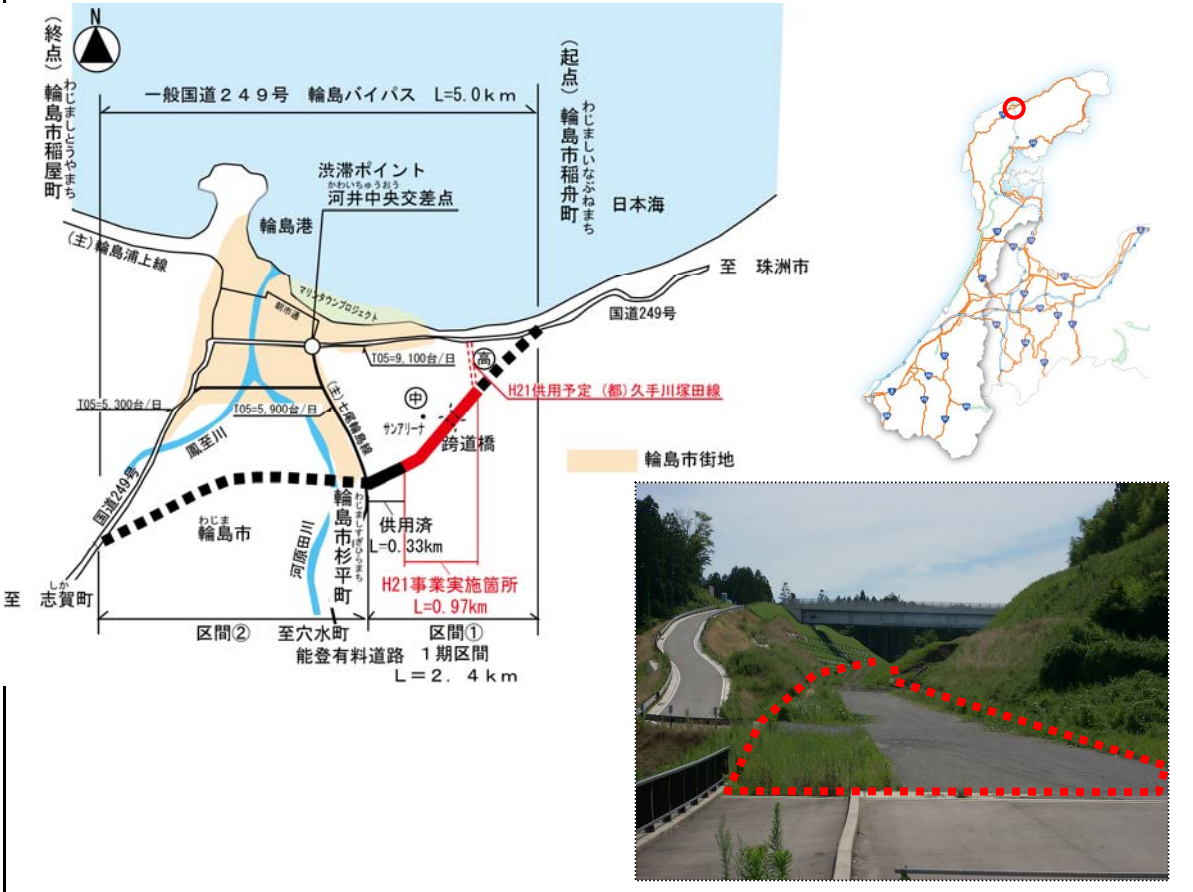 N
(終点)輪島市稲屋町
わじましとうやまち
一般国道249号 輪島バイパス L=5.0km
(起点)輪島市稲舟町
わじましいなぶねまち
渋滞ポイント
かわいちゅうおう
河井中央交差点
輪島港
日本海
(主)輪島浦上線
至 珠洲市
マリンタウンプロジェクト
朝市通
国道249号
T05=9,100台/日
高
H21供用予定 (都)久手川塚田線
中
T05=5,300台/日
T05=5,900台/日
(主)七尾輪島線
サンアリーナ
跨道橋
鳳至川
輪島市街地
国道249号
わじま
輪島市
河原田川
輪島市杉平町
わじましすぎひらまち
供用済
L=0.33km
しか
至 志賀町
H21事業実施箇所
L=0.97km
区間②
至穴水町
区間①
能登有料道路
1期区間
L=2.4km